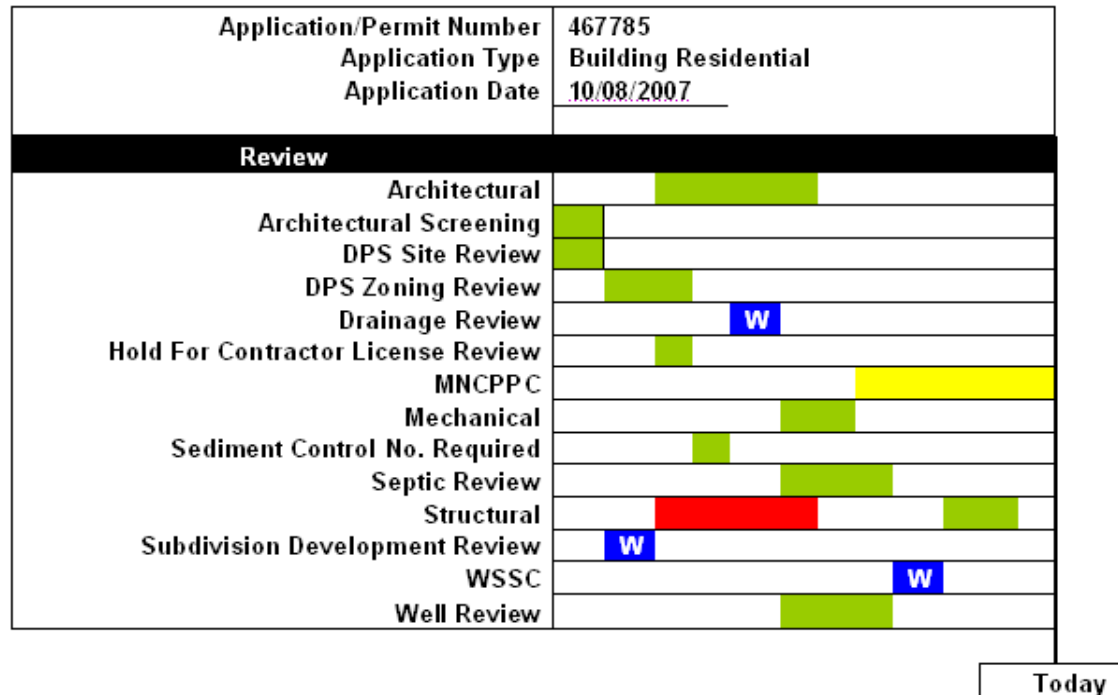 Application/Permit Number 467785
Application Type Building Residential
Application Date 10/08/2007
Review
Architectural
Architectural Screening
DPS Site Review
DPS Zoning Review
Drainage Review W
Hold For Contractor License Review
MNCPPC
Mechanical
Sediment Control No. Required
Septic Review
Structural
Subdivision Development Review W
WSSC W
Well Review
Today